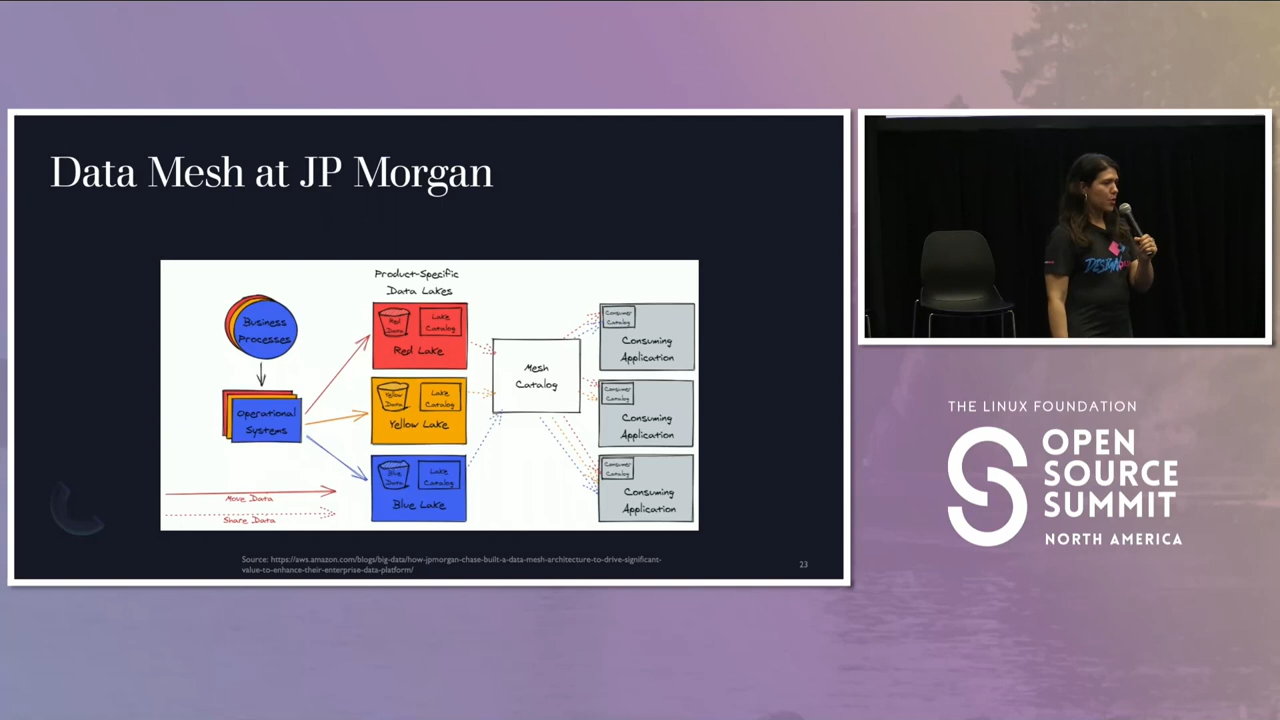 Data Mesh at JP Morgan
Product-Specific
Data Lakes
Business
Processes
Operational
Systems
Move Data
Share Data
Red
Data
Lake
Catalog
Red Lake
Yellow
Data
Lake
Catalog
Yellow Lake
Blue
Data
Lake
Catalog
Blue Lake
Mesh
Catalog
Consumer
Catalog
Consuming
Application
Consumer
Catalog
Consuming
Application
Consumer
Catalog
Consuming
Application
Source: https://aws.amazon.com/blogs/big-data/how-jpmorgan-chase-built-a-data-mesh-architecture-to-drive-significant-
value-to-enhance-their-enterprise-data-platform/
23
THE LINUX FOUNDATION
OPEN
SOURCE
SUMMIT
NORTH AMERICA